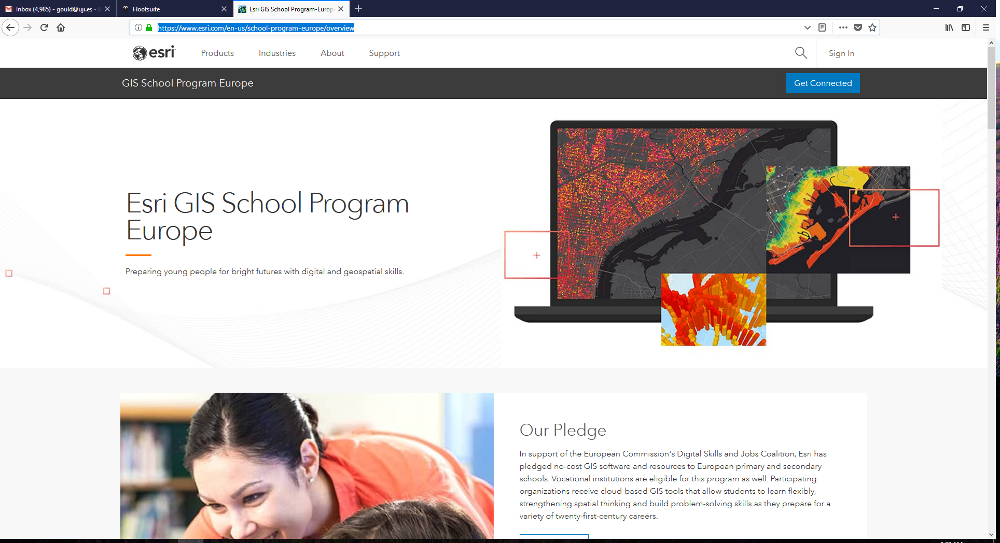 Inbox (4,985) - gould@uji.es - U
Hootsuite
Esri GIS School Program-Europ
https://www.esri.com/en-us/school-program-europe/overview
esri
Products
Industries
About
Support
Sign In
GIS School Program Europe
Get Connected
Esri GIS School Program
Europe
Preparing young people for bright futures with digital and geospatial skills.
Our Pledge
In support of the European Commission's Digital Skills and Jobs Coalition, Esri has
pledged no-cost GIS software and resources to European primary and secondary
schools. Vocational institutions are eligible for this program as well. Participating
organizations receive cloud-based GIS tools that allow students to learn flexibly,
strengthening spatial thinking and build problem-solving skills as they prepare for a
variety of twenty-first-century careers.